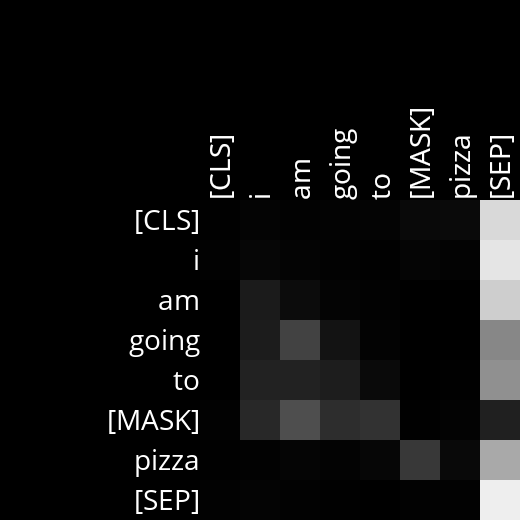 [CLS] i am going to [MASK] pizza [SEP]
[CLS]
i
am
going
to
[MASK]
pizza
[SEP]